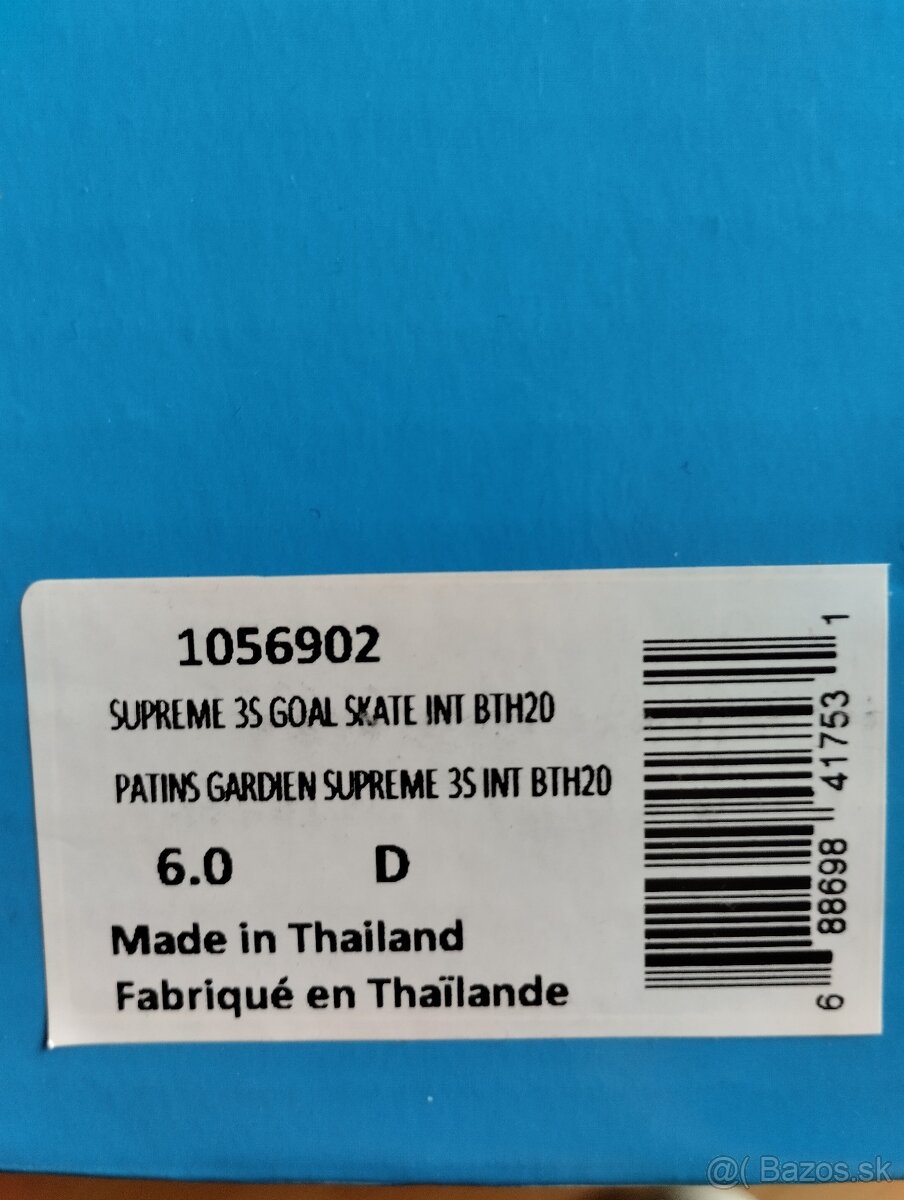 1056902
SUPREME 3S GOAL SKATE INT BTH20
PATINS GARDIEN SUPREME 3S INT BTH20
6.0 D
Made in Thailand
Fabriqué en Thaïlande
6 88698 41753 1
@( Bazos.sk